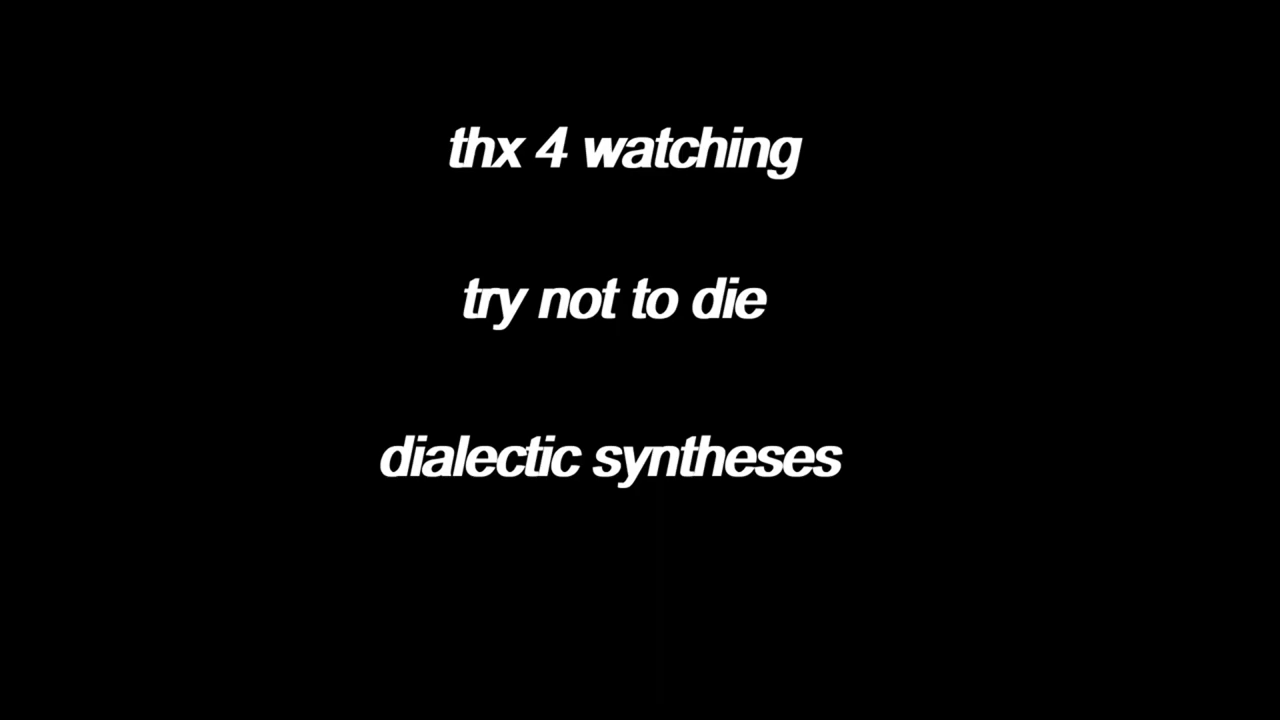 thx 4 watching
try not to die
dialectic syntheses